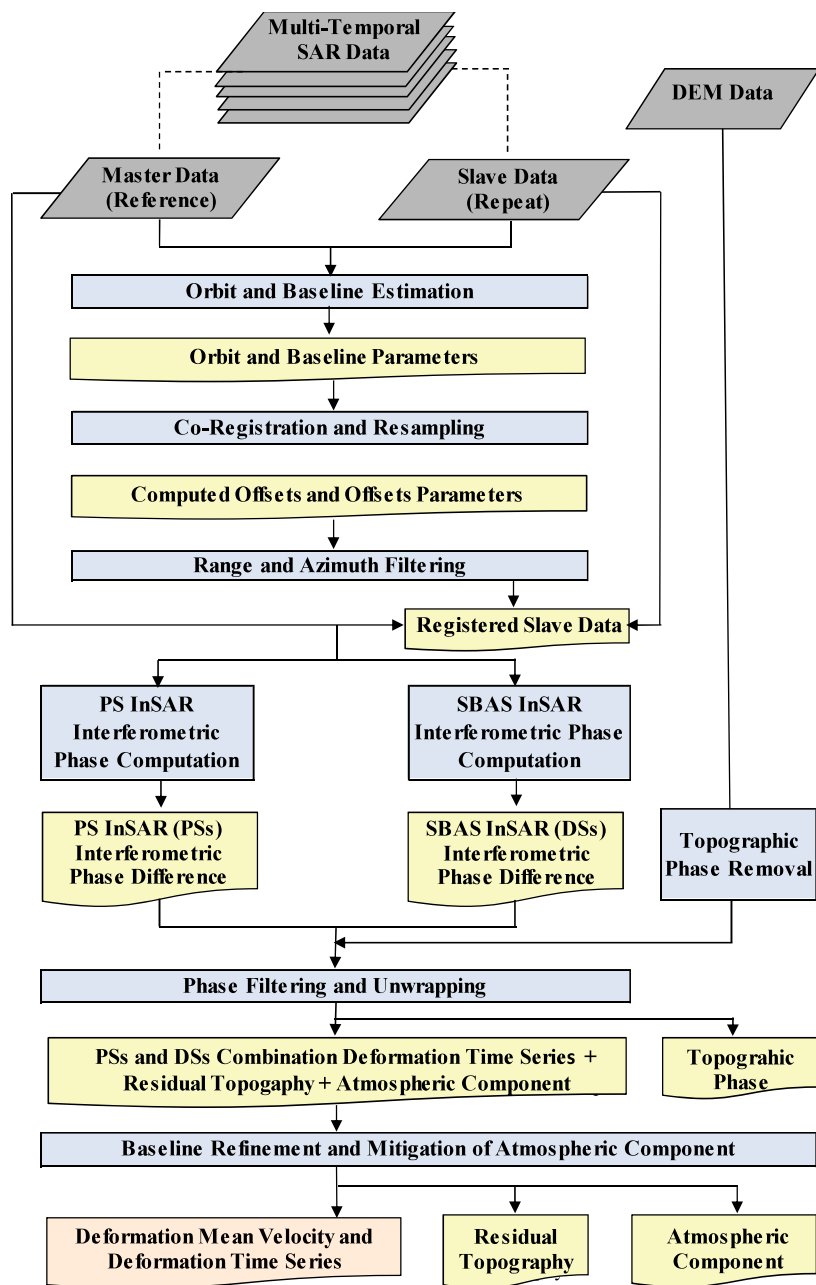 Multi-Temporal
SAR Data
DEM Data
Master Data
(Reference)
Slave Data
(Repeat)
Orbit and Baseline Estimation
Orbit and Baseline Parameters
Co-Registration and Resampling
Computed Offsets and Offsets Parameters
Range and Azimuth Filtering
Registered Slave Data
PS InSAR
Interferometric
Phase Computation
SBAS InSAR
Interferometric Phase
Computation
PS InSAR (PSs)
Interferometric
Phase Difference
SBAS InSAR (DSs)
Interferometric
Phase Difference
Topographic
Phase Removal
Phase Filtering and Unwrapping
PSs and DSs Combination Deformation Time Series +
Residual Topogaphy + Atmospheric Component
Topograhic
Phase
Baseline Refinement and Mitigation of Atmospheric Component
Deformation Mean Velocity and
Deformation Time Series
Residual
Topography
Atmospheric
Component